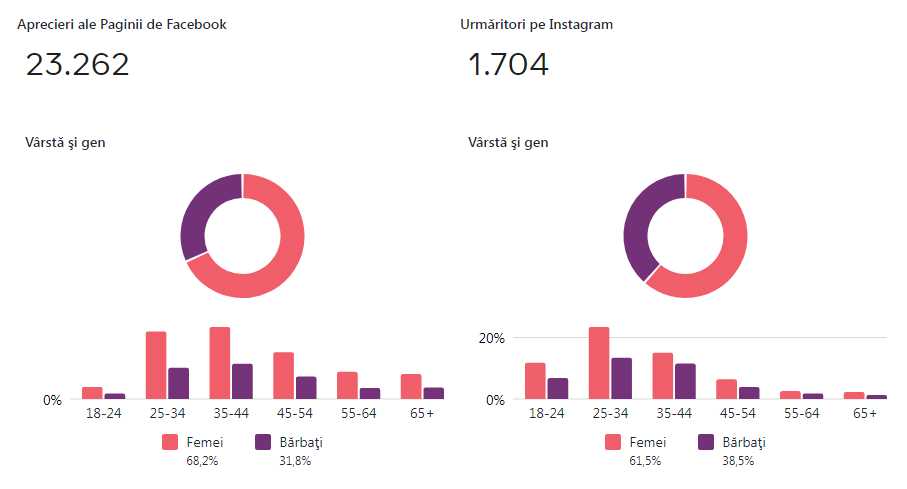 Aprecieri ale Paginii de Facebook
23.262
Vârstă şi gen
0%
18-24 25-34 35-44 45-54 55-64 65+
Femei Bărbaţi
68,2% 31,8%
Urmăritori pe Instagram
1.704
Vârstă şi gen
20%
0%
18-24 25-34 35-44 45-54 55-64 65+
Femei Bărbaţi
61,5% 38,5%